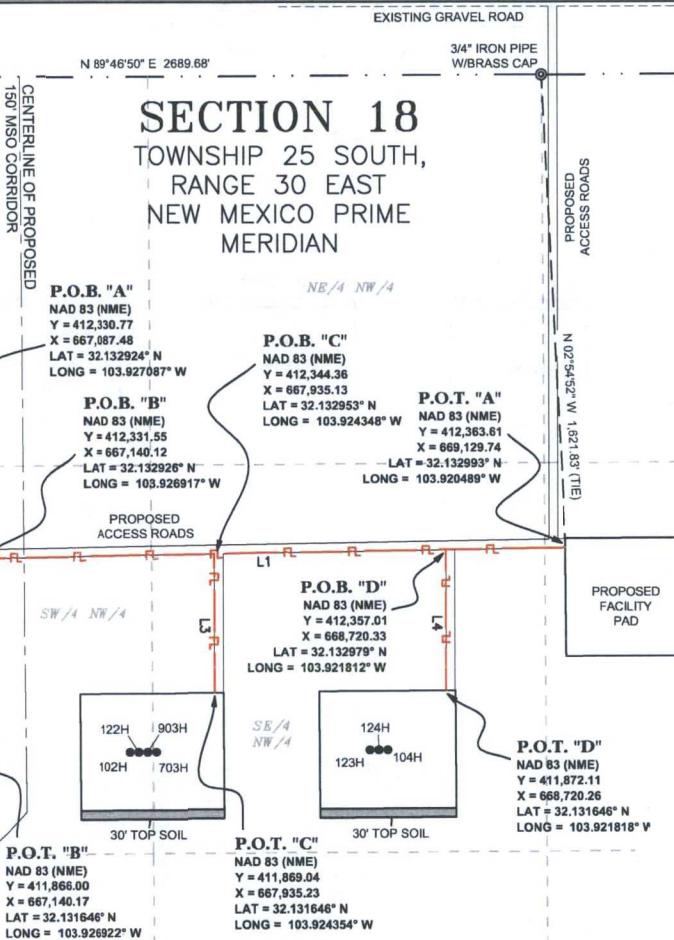 EXISTING GRAVEL ROAD
3/4" IRON PIPE
W/BRASS CAP
N 89°46'50" E 2689.68'
CENTERLINE OF PROPOSED
150' MSO CORRIDOR
SECTION 18
TOWNSHIP 25 SOUTH,
RANGE 30 EAST
NEW MEXICO PRIME
MERIDIAN
PROPOSED
ACCESS ROADS
NE/4 NW/4
P.O.B. "A"
NAD 83 (NME)
Y = 412,330.77
X = 667,087.48
LAT = 32.132924° N
LONG = 103.927087° W
P.O.B. "C"
NAD 83 (NME)
Y = 412,344.36
X = 667,935.13
LAT = 32.132953° N
LONG = 103.924348° W
N 02°54'52" W 1,621.83' (TIE)
P.O.B. "B"
NAD 83 (NME)
Y = 412,331.55
X = 667,140.12
LAT = 32.132926° N
LONG = 103.926917° W
P.O.T. "A"
NAD 83 (NME)
Y = 412,363.61
X = 669,129.74
LAT = 32.132993° N
LONG = 103.920489° W
PROPOSED
ACCESS ROADS
L1
P.O.B. "D"
NAD 83 (NME)
Y = 412,357.01
X = 668,720.33
LAT = 32.132979° N
LONG = 103.921812° W
PROPOSED
FACILITY
PAD
SW/4 NW/4
L3
L4
122H 903H
102H 703H
SE/4
NW/4
124H
123H 104H
30' TOP SOIL
30' TOP SOIL
P.O.T. "D"
NAD 83 (NME)
Y = 411,872.11
X = 668,720.26
LAT = 32.131646° N
LONG = 103.921818° W
P.O.T. "B"
NAD 83 (NME)
Y = 411,866.00
X = 667,140.17
LAT = 32.131646° N
LONG = 103.926922° W
P.O.T. "C"
NAD 83 (NME)
Y = 411,869.04
X = 667,935.23
LAT = 32.131646° N
LONG = 103.924354° W